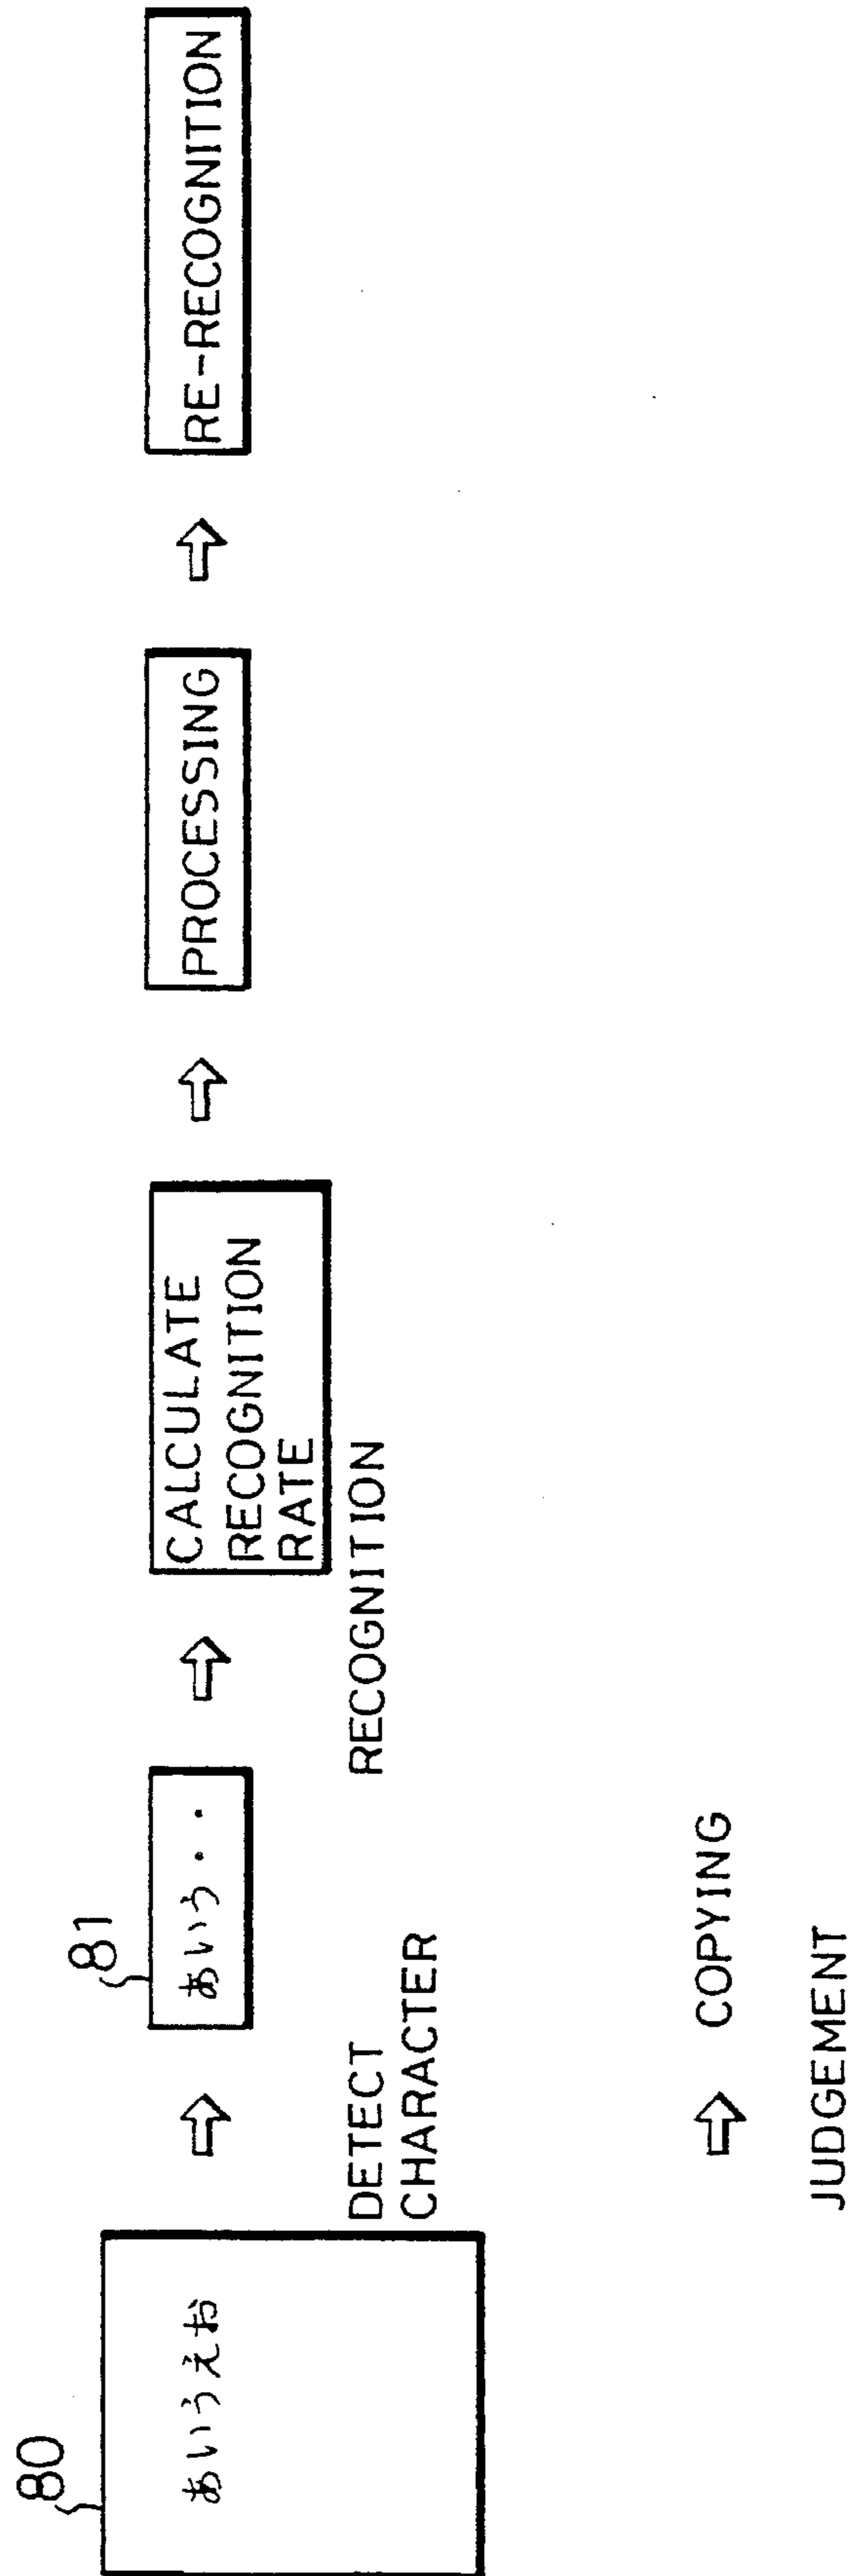 80
あいうえお
DETECT
CHARACTER
81
あいう・・
CALCULATE
RECOGNITION
RATE
RECOGNITION
PROCESSING
RE-RECOGNITION
COPYING
JUDGEMENT